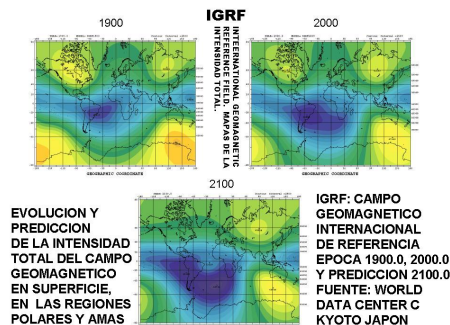 IGRF
1900
2000
INTEERNATIONAL GEOMAGNETIC
REFERENCE FIELD. MAPAS DE LA
INTENSIDAD TOTAL.
GEOGRAPHIC COORDINATE
GEOGRAPHIC COORDINATE
2100
EVOLUCION Y
PREDICCION
DE LA INTENSIDAD
TOTAL DEL CAMPO
GEOMAGNETICO
EN SUPERFICIE,
EN LAS REGIONES
POLARES Y AMAS
IGRF: CAMPO
GEOMAGNETICO
INTERNACIONAL
DE REFERENCIA
EPOCA 1900.0, 2000.0
Y PREDICCION 2100.0
FUENTE: WORLD
DATA CENTER C
KYOTO JAPON